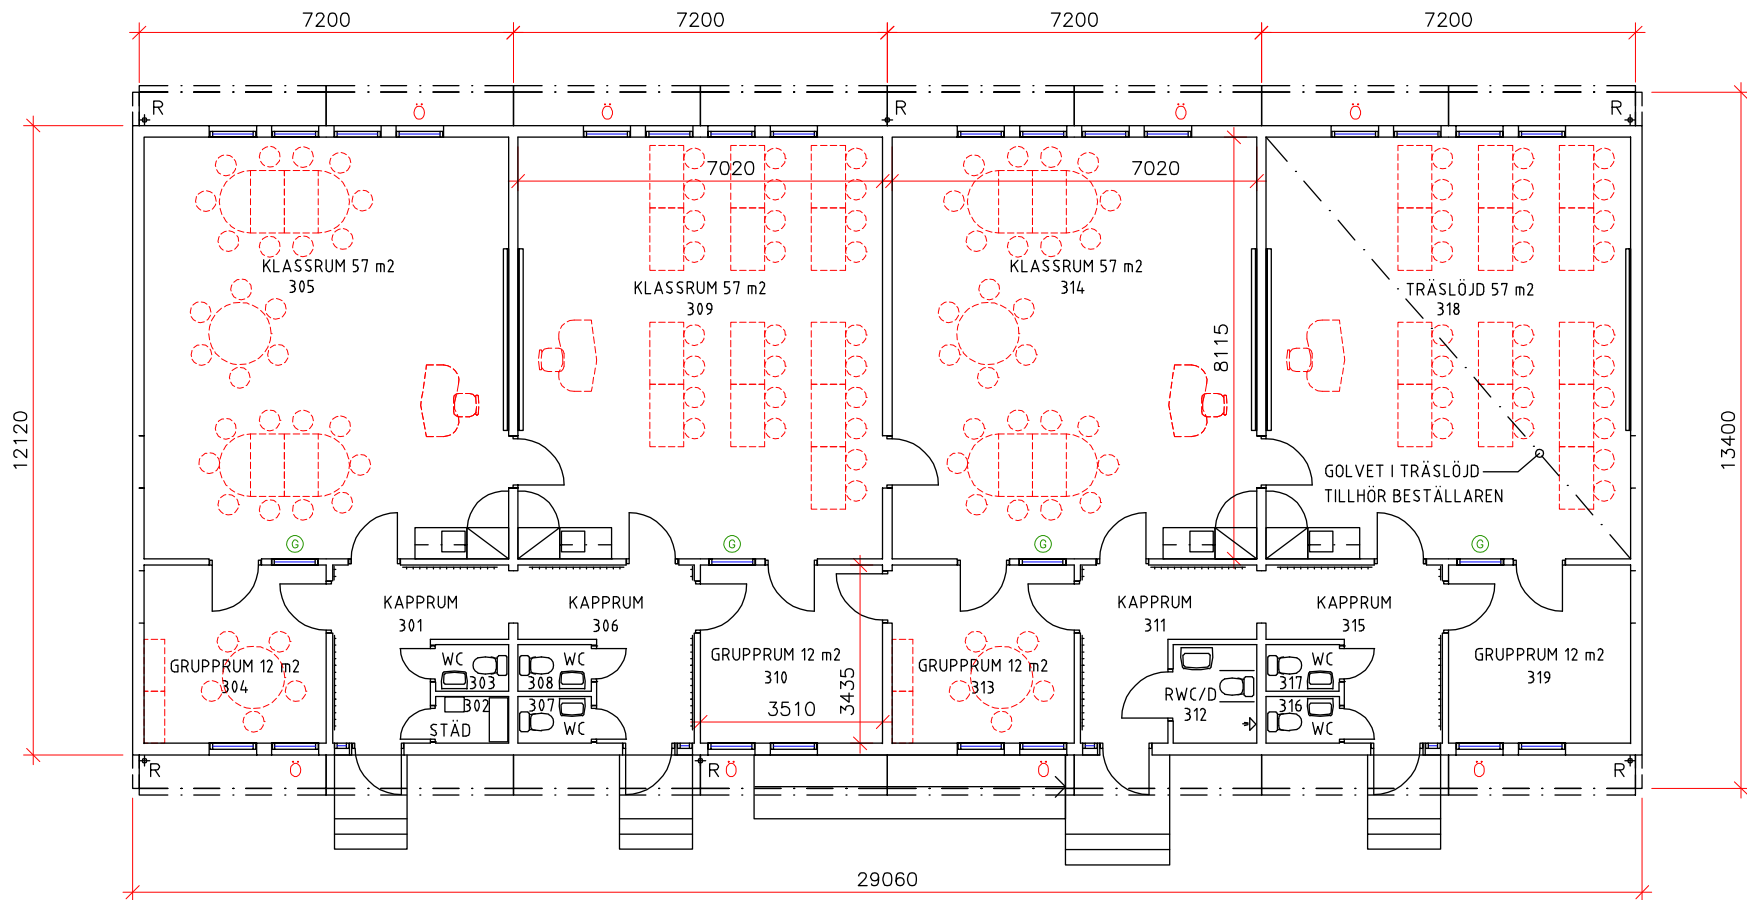 7200 7200 7200 7200
R Ö Ö R Ö Ö R
7020 7020
KLASSRUM 57 m2
305
KLASSRUM 57 m2
309
KLASSRUM 57 m2
314
TRÄSLÖJD 57 m2
318
8115
12120
13400
GOLVET I TRÄSLÖJD
TILLHÖR BESTÄLLAREN
G G G G
KAPPRUM
301
KAPPRUM
306
KAPPRUM
311
KAPPRUM
315
GRUPPRUM 12 m2
304
WC
303
302
STÄD
WC
308
307
WC
GRUPPRUM 12 m2
310
3435
3510
GRUPPRUM 12 m2
313
RWC/D
312
WC
317
316
WC
GRUPPRUM 12 m2
319
R Ö R Ö Ö Ö R
29060